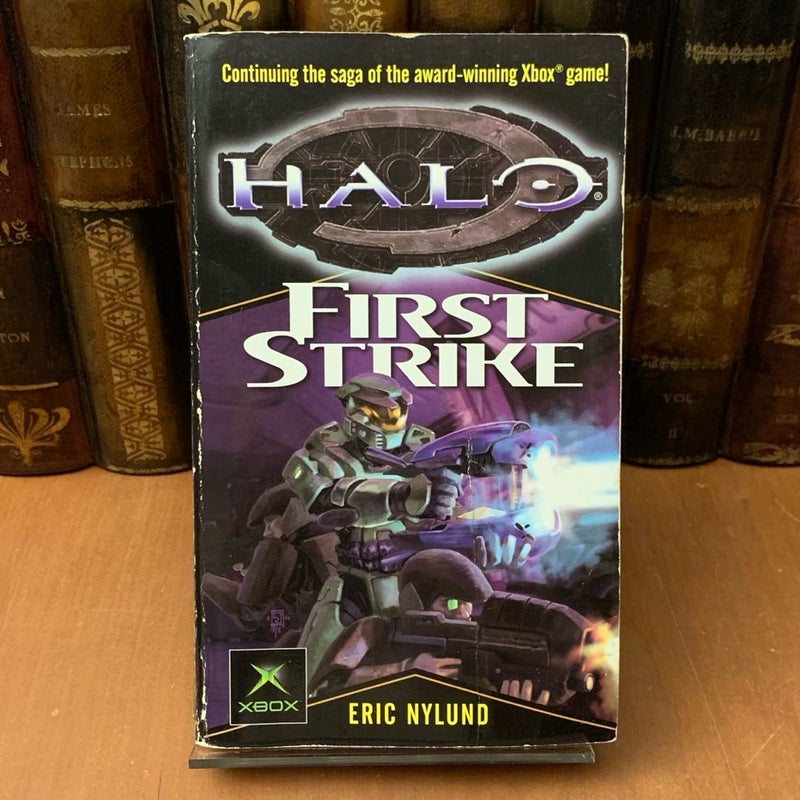 Continuing the saga of the award-winning Xbox® game!
HALO®
FIRST
STRIKE
XBOX
ERIC NYLUND
JAMES
STEPHENS
J.M. BARRIE
TON
VOL
II